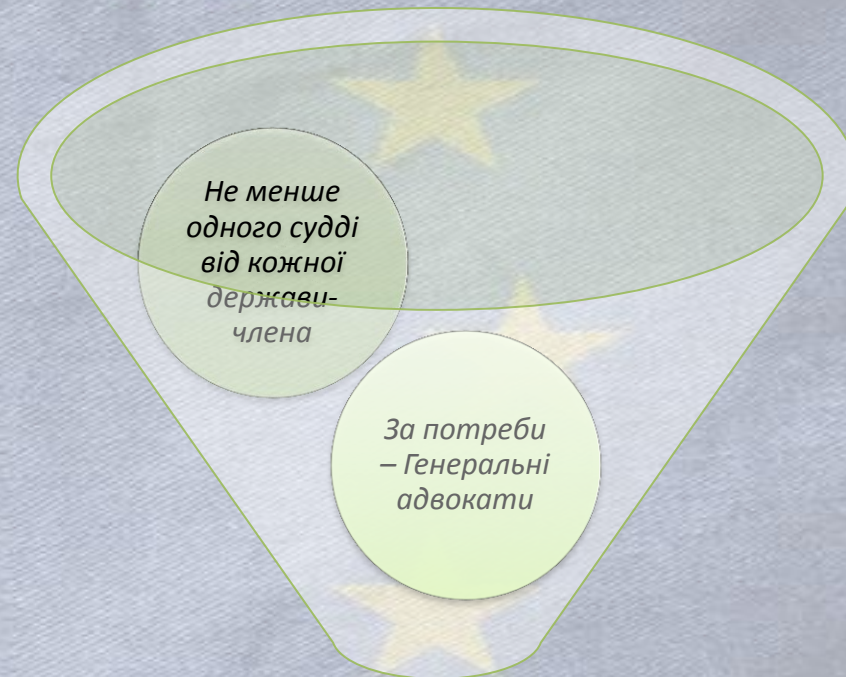 Не менше
одного судді
від кожної
держави-
члена
За потреби
– Генеральні
адвокати